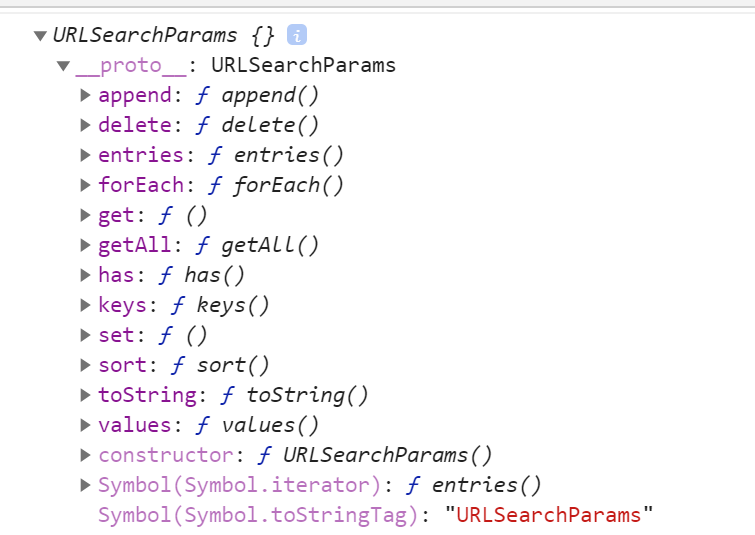 ▼URLSearchParams {} i
▼__proto__: URLSearchParams
▶append: ƒ append()
▶delete: ƒ delete()
▶entries: ƒ entries()
▶forEach: ƒ forEach()
▶get: ƒ ()
▶getAll: ƒ getAll()
▶has: ƒ has()
▶keys: ƒ keys()
▶set: ƒ ()
▶sort: ƒ sort()
▶toString: ƒ toString()
▶values: ƒ values()
▶constructor: ƒ URLSearchParams()
▶Symbol(Symbol.iterator): ƒ entries()
Symbol(Symbol.toStringTag): "URLSearchParams"